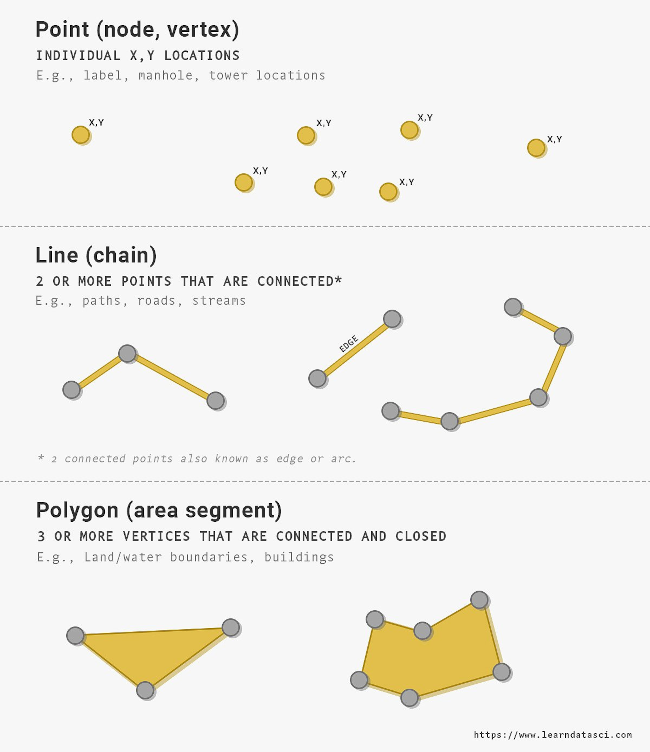 Point (node, vertex)
INDIVIDUAL X,Y LOCATIONS
E.g., label, manhole, tower locations
X,Y
X,Y
X,Y
X,Y
X,Y
X,Y
X,Y
Line (chain)
2 OR MORE POINTS THAT ARE CONNECTED*
E.g., paths, roads, streams
EDGE
* 2 connected points also known as edge or arc.
Polygon (area segment)
3 OR MORE VERTICES THAT ARE CONNECTED AND CLOSED
E.g., Land/water boundaries, buildings
https://www.learndatasci.com